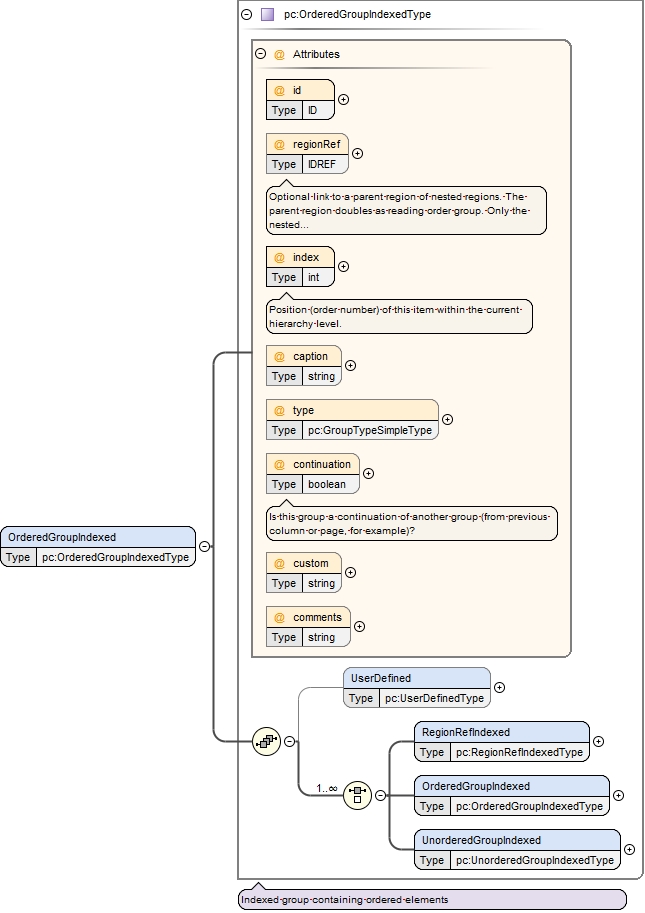 pc:OrderedGroupIndexedType
@ Attributes
@ id
Type ID
@ regionRef
Type IDREF
Optional·link·to·a·parent·region·of·nested·regions.·The·
parent·region·doubles·as·reading·order·group.·Only·the·
nested...
@ index
Type int
Position·(order·number)·of·this·item·within·the·current·
hierarchy·level.
@ caption
Type string
@ type
Type pc:GroupTypeSimpleType
@ continuation
Type boolean
Is·this·group·a·continuation·of·another·group·(from·previous·
column·or·page,·for·example)?
OrderedGroupIndexed
Type pc:OrderedGroupIndexedType
@ custom
Type string
@ comments
Type string
UserDefined
Type pc:UserDefinedType
RegionRefIndexed
Type pc:RegionRefIndexedType
1..∞
OrderedGroupIndexed
Type pc:OrderedGroupIndexedType
UnorderedGroupIndexed
Type pc:UnorderedGroupIndexedType
Indexed·group·containing·ordered·elements